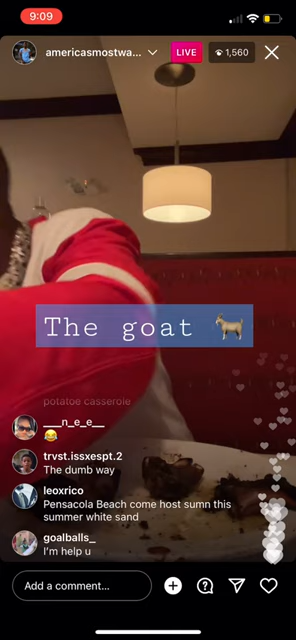 9:09
americasmostwa...
LIVE
1,560
The goat 🐐
potatoe casserole
___n_e_e__
😂
trvst.issxespt.2
The dumb way
leoxrico
Pensacola Beach come host sumn this
summer white sand
goalballs_
I'm help u
Add a comment...